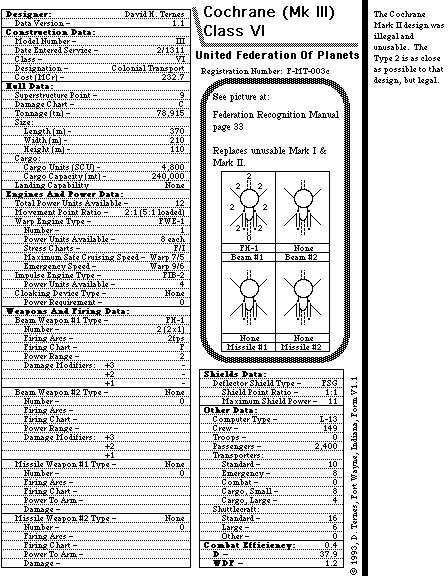 Designer: David H. Ternes
Data Version - 1.1
Construction Data:
Model Number - III
Date Entered Service - 2/1311
Class - VI
Designation - Colonial Transport
Cost (MCr) - 232.7
Hull Data:
Superstructure Point - 9
Damage Chart - C
Tonnage (tn) - 78,915
Size:
Length (m) - 370
Width (m) - 210
Height (m) - 110
Cargo:
Cargo Units (SCU) - 4,800
Cargo Capacity (mt) - 240,000
Landing Capability None
Engines And Power Data:
Total Power Units Available - 12
Movement Point Ratio - 2:1 (5:1 loaded)
Warp Engine Type - FWE-1
Number - 1
Power Units Available - 8 each
Stress Charts - F/I
Maximum Safe Cruising Speed - Warp 7/5
Emergency Speed - Warp 9/6
Impulse Engine Type - FIB-2
Power Units Available - 4
Cloaking Device Type - None
Power Requirement - 0
Weapons And Firing Data:
Beam Weapon #1 Type - FH-1
Number - 2 (2x1)
Firing Arcs - 2fps
Firing Chart - F
Power Range - 2
Damage Modifiers: +3 -
+2 -
+1 -
Beam Weapon #2 Type - None
Number - 0
Firing Arcs -
Firing Chart -
Power Range -
Damage Modifiers: +3
+2
+1
Missile Weapon #1 Type - None
Number - 0
Firing Arcs -
Firing Chart -
Power To Arm -
Damage -
Missile Weapon #2 Type - None
Number - 0
Firing Arcs -
Firing Chart -
Power To Arm -
Damage -
Cochrane (Mk III)
Class VI
United Federation Of Planets
Registration Number: F-MT-003c
See picture at:
Federation Recognition Manual
page 33
Replaces unusable Mark I &
Mark II.
2
2 2
2 2
FH-1 None
Beam #1 Beam #2
None None
Missile #1 Missile #2
Shields Data:
Deflector Shield Type - FSG
Shield Point Ratio - 1:1
Maximum Shield Power - 11
Other Data:
Computer Type - L-13
Crew - 149
Troops - 0
Passengers - 2,400
Transporters:
Standard - 10
Emergency - 8
Combat - 0
Cargo, Small - 8
Cargo, Large - 4
Shuttlecraft:
Standard - 16
Large - 6
Other - 0
Combat Efficiency: 0.4
D - 37.9
WDF - 1.2
© 1993, D. Ternes, Fort Wayne, Indiana, Form V1.1
The Cochrane
Mark II design was
illegal and
unusable. The
Type 2 is as close
as possible to that
design, but legal.